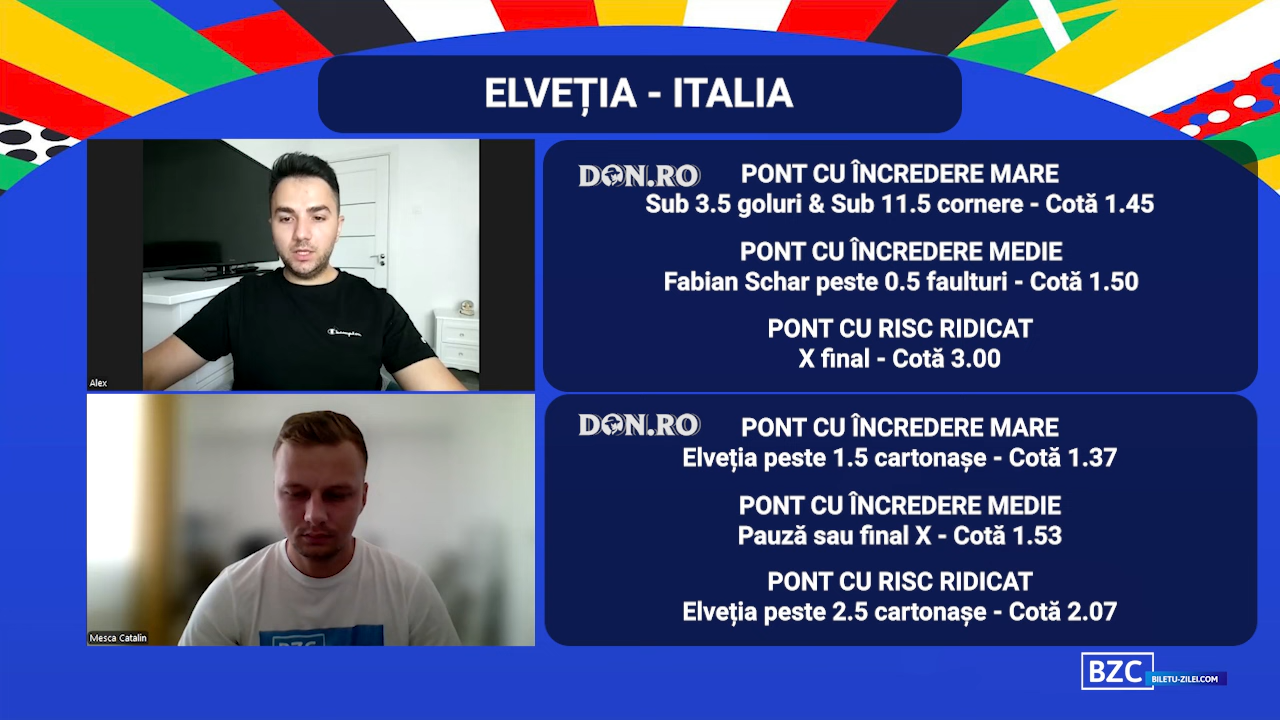 ELVEȚIA - ITALIA
DON.RO
PONT CU ÎNCREDERE MARE
Sub 3.5 goluri & Sub 11.5 cornere - Cotă 1.45
PONT CU ÎNCREDERE MEDIE
Fabian Schar peste 0.5 faulturi - Cotă 1.50
PONT CU RISC RIDICAT
X final - Cotă 3.00
Champion
Alex
DON.RO
PONT CU ÎNCREDERE MARE
Elveția peste 1.5 cartonașe - Cotă 1.37
PONT CU ÎNCREDERE MEDIE
Pauză sau final X - Cotă 1.53
PONT CU RISC RIDICAT
Elveția peste 2.5 cartonașe - Cotă 2.07
BZC
Mesca Catalin
BZC
BILETU-ZILEI.COM